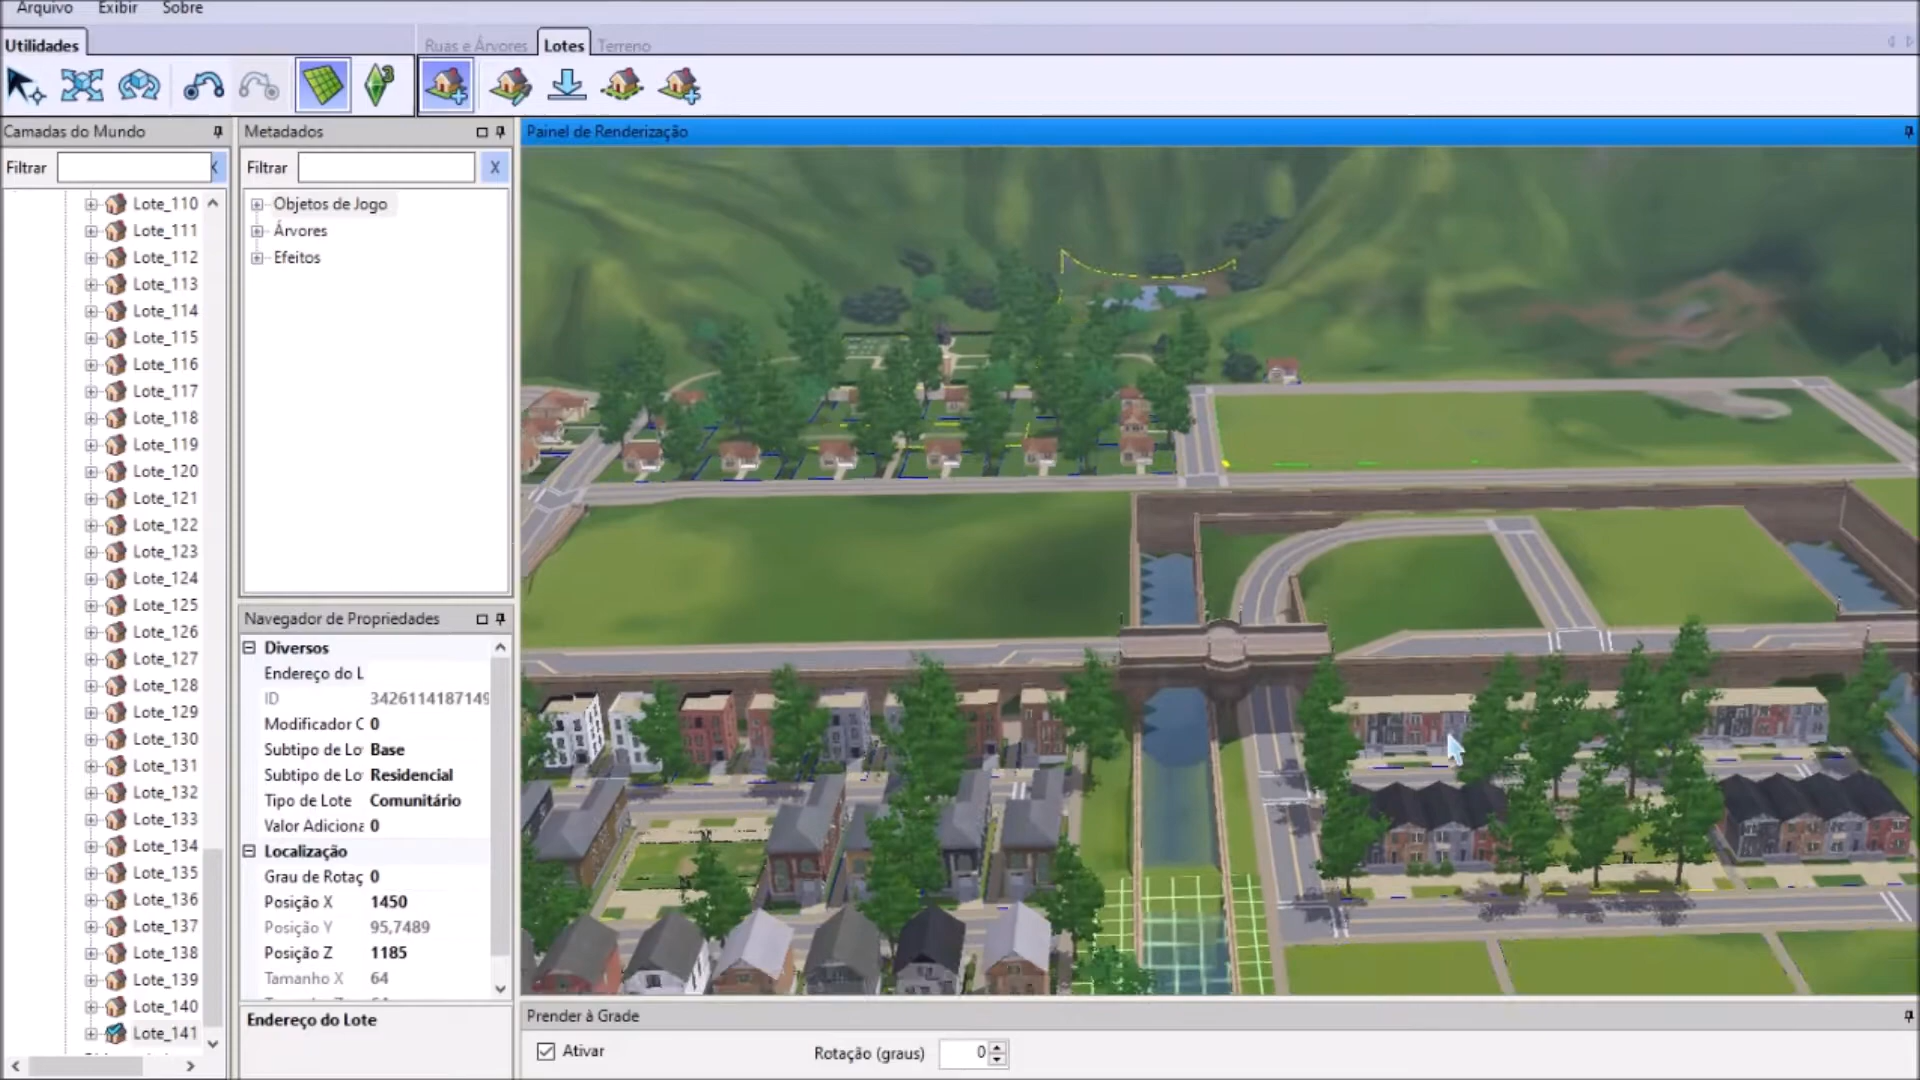 Arquivo Exibir Sobre
Utilidades
Ruas e Árvores Lotes Terreno
3
Camadas do Mundo
Filtrar
Lote_110
Lote_111
Lote_112
Lote_113
Lote_114
Lote_115
Lote_116
Lote_117
Lote_118
Lote_119
Lote_120
Lote_121
Lote_122
Lote_123
Lote_124
Lote_125
Lote_126
Lote_127
Lote_128
Lote_129
Lote_130
Lote_131
Lote_132
Lote_133
Lote_134
Lote_135
Lote_136
Lote_137
Lote_138
Lote_139
Lote_140
Lote_141
Metadados
Filtrar X
Objetos de Jogo
Árvores
Efeitos
Navegador de Propriedades
Diversos
Endereço do L
ID 3426114187149
Modificador C 0
Subtipo de Lo Base
Subtipo de Lo Residencial
Tipo de Lote Comunitário
Valor Adiciona 0
Localização
Grau de Rotaç 0
Posição X 1450
Posição Y 95,7489
Posição Z 1185
Tamanho X 64
Endereço do Lote
Painel de Renderização
Prender à Grade
Ativar Rotação (graus) 0